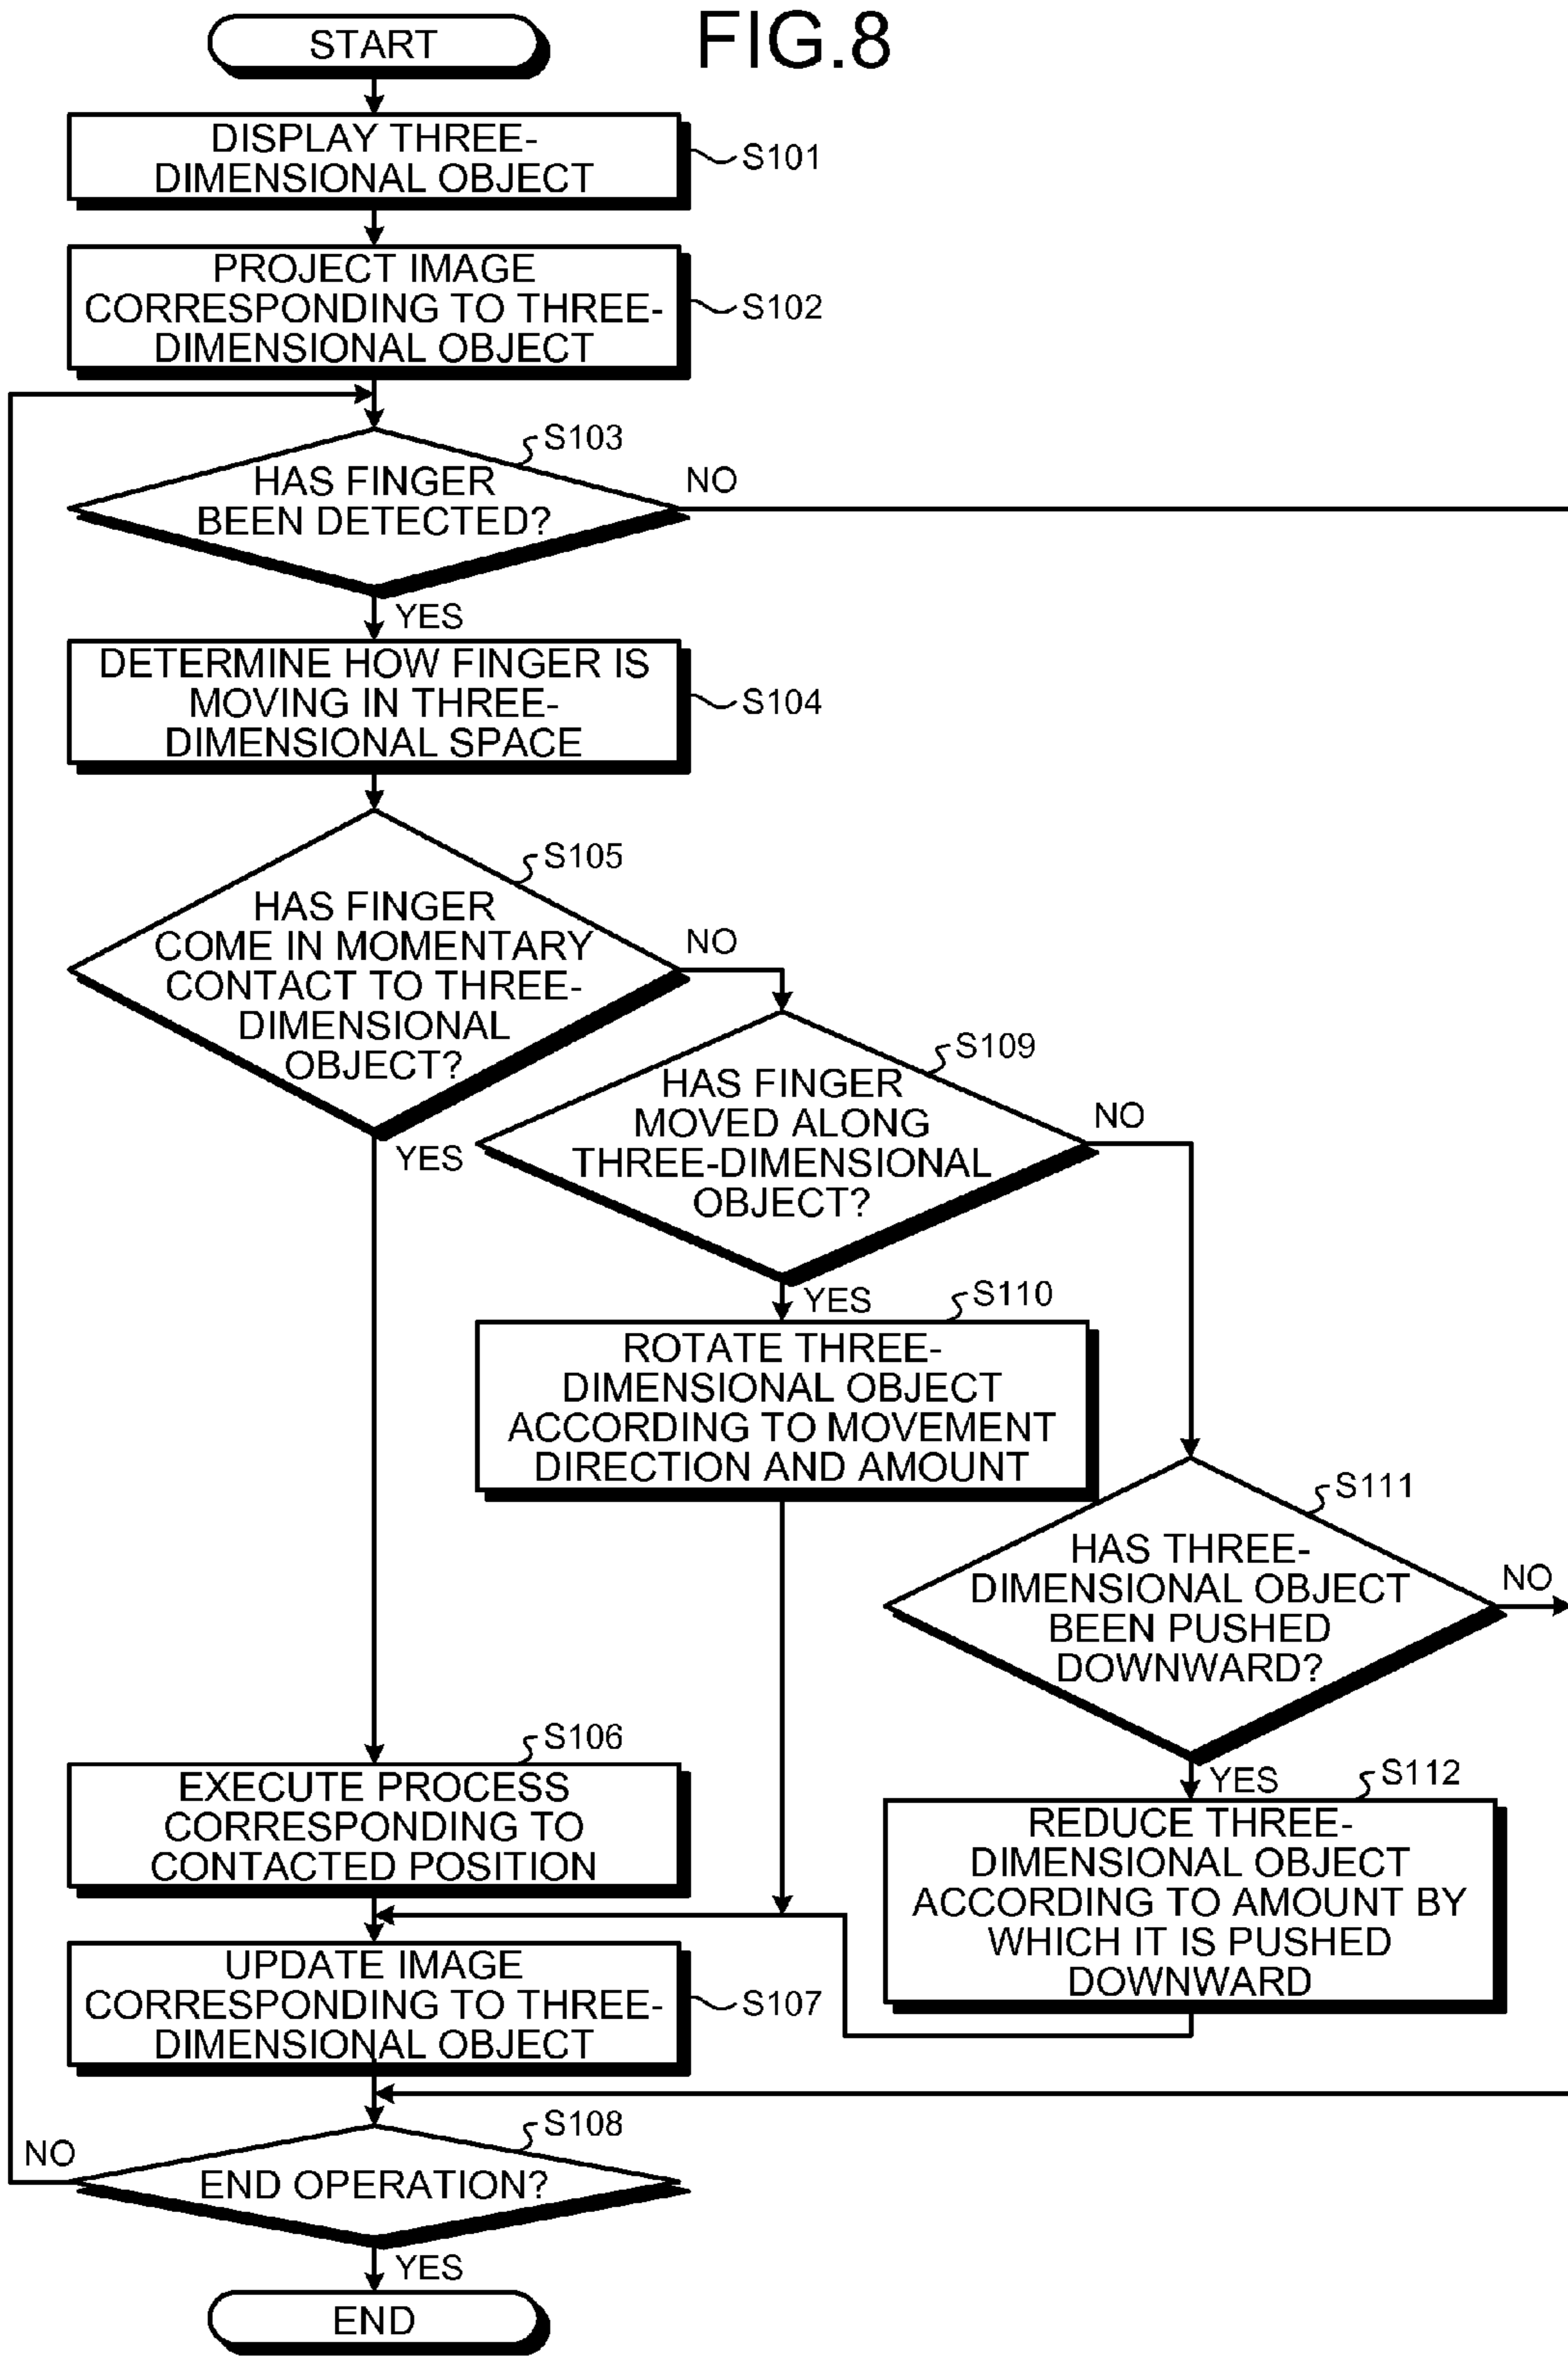 FIG.8
START
DISPLAY THREE-
DIMENSIONAL OBJECT
S101
PROJECT IMAGE
CORRESPONDING TO THREE-
DIMENSIONAL OBJECT
S102
S103
HAS FINGER
BEEN DETECTED?
NO
YES
DETERMINE HOW FINGER IS
MOVING IN THREE-
DIMENSIONAL SPACE
S104
S105
HAS FINGER
COME IN MOMENTARY
CONTACT TO THREE-
DIMENSIONAL
OBJECT?
NO
YES
S109
HAS FINGER
MOVED ALONG
THREE-DIMENSIONAL
OBJECT?
NO
YES
S110
ROTATE THREE-
DIMENSIONAL OBJECT
ACCORDING TO MOVEMENT
DIRECTION AND AMOUNT
S111
HAS THREE-
DIMENSIONAL OBJECT
BEEN PUSHED
DOWNWARD?
NO
YES
S112
REDUCE THREE-
DIMENSIONAL OBJECT
ACCORDING TO AMOUNT BY
WHICH IT IS PUSHED
DOWNWARD
S106
EXECUTE PROCESS
CORRESPONDING TO
CONTACTED POSITION
UPDATE IMAGE
CORRESPONDING TO THREE-
DIMENSIONAL OBJECT
S107
S108
NO
END OPERATION?
YES
END